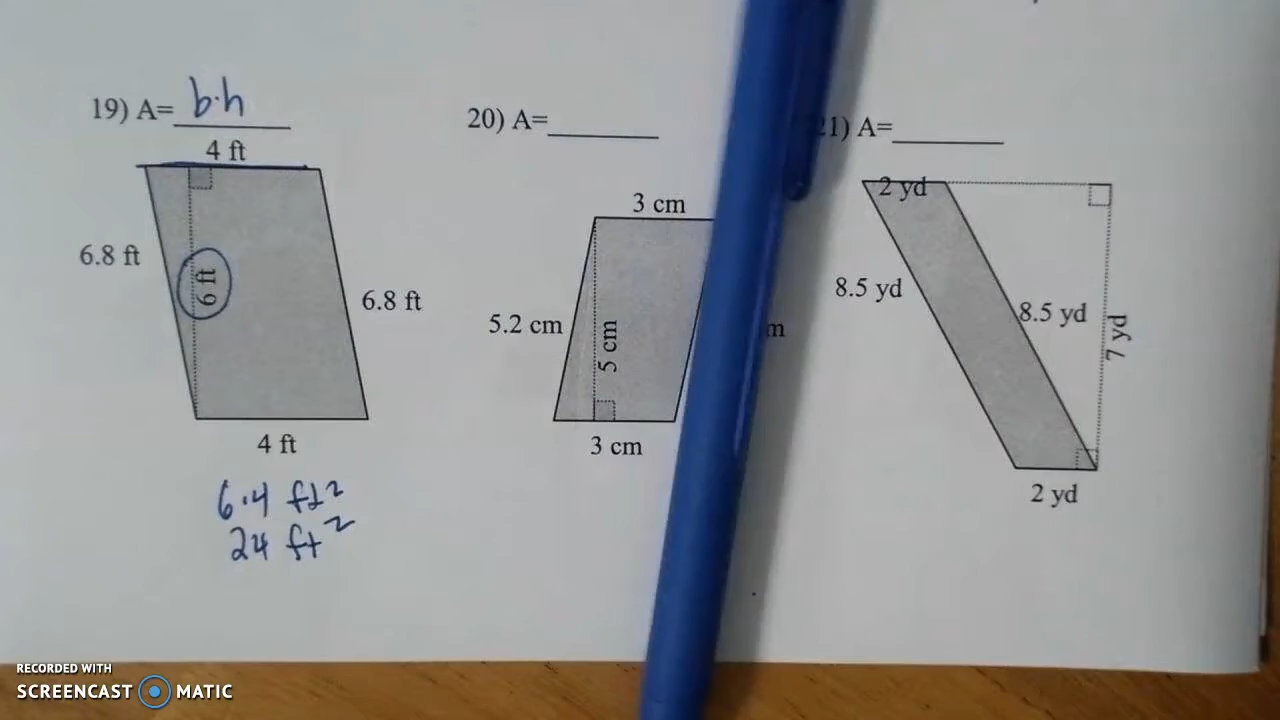 19) A= b·h
4 ft
6.8 ft
6 ft
6.8 ft
4 ft
6·4 ft²
24 ft²
20) A=
3 cm
5.2 cm
5 cm
m
3 cm
21) A=
2 yd
8.5 yd
8.5 yd
7 yd
2 yd
RECORDED WITH
SCREENCAST MATIC